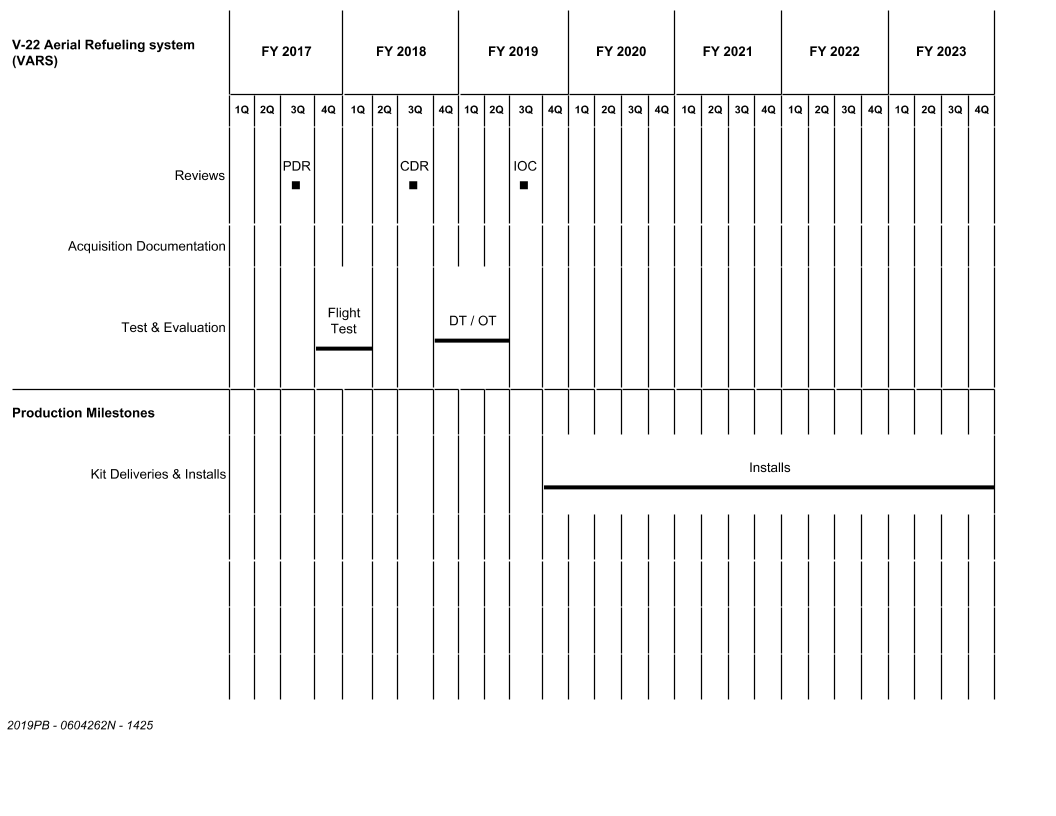 V-22 Aerial Refueling system
(VARS)
FY 2017 FY 2018 FY 2019 FY 2020 FY 2021 FY 2022 FY 2023
1Q 2Q 3Q 4Q 1Q 2Q 3Q 4Q 1Q 2Q 3Q 4Q 1Q 2Q 3Q 4Q 1Q 2Q 3Q 4Q 1Q 2Q 3Q 4Q 1Q 2Q 3Q 4Q
PDR CDR IOC
Reviews
Acquisition Documentation
Flight
Test
DT / OT
Test & Evaluation
Production Milestones
Installs
Kit Deliveries & Installs
2019PB - 0604262N - 1425